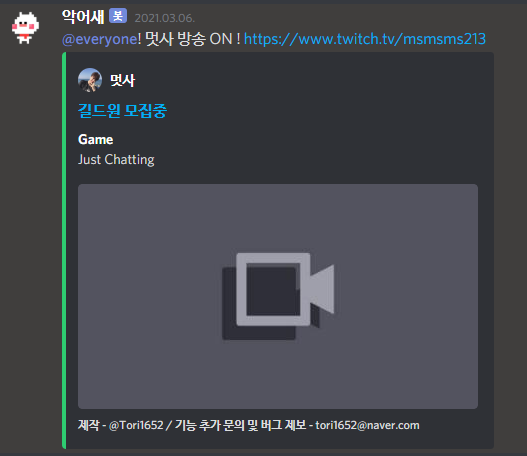 악어새 봇 2021.03.06.
@everyone! 멋사 방송 ON ! https://www.twitch.tv/msmsms213
멋사
길드원 모집중
Game
Just Chatting
제작 - @Tori1652 / 기능 추가 문의 및 버그 제보 - tori1652@naver.com